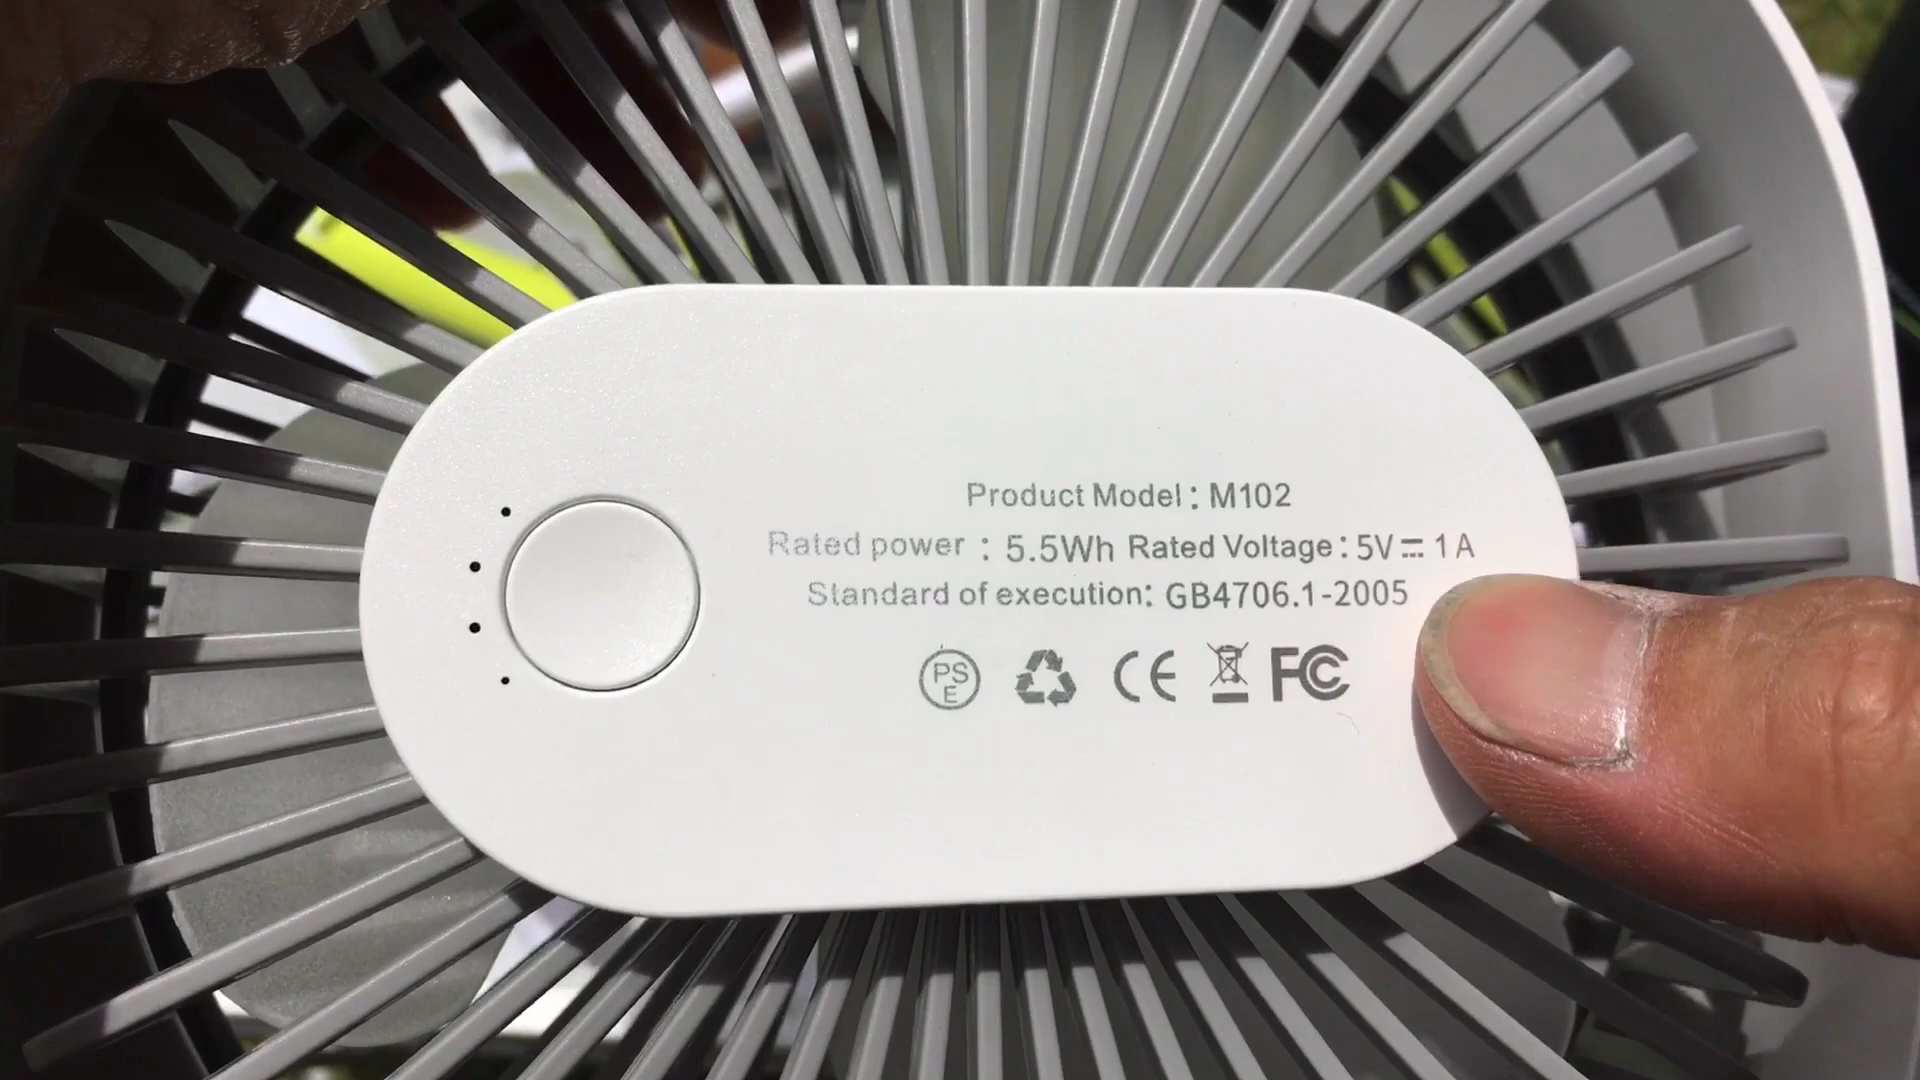 Product Model: M102
Rated power : 5.5Wh Rated Voltage: 5V⎓1A
Standard of execution: GB4706.1-2005
PSE CE FC